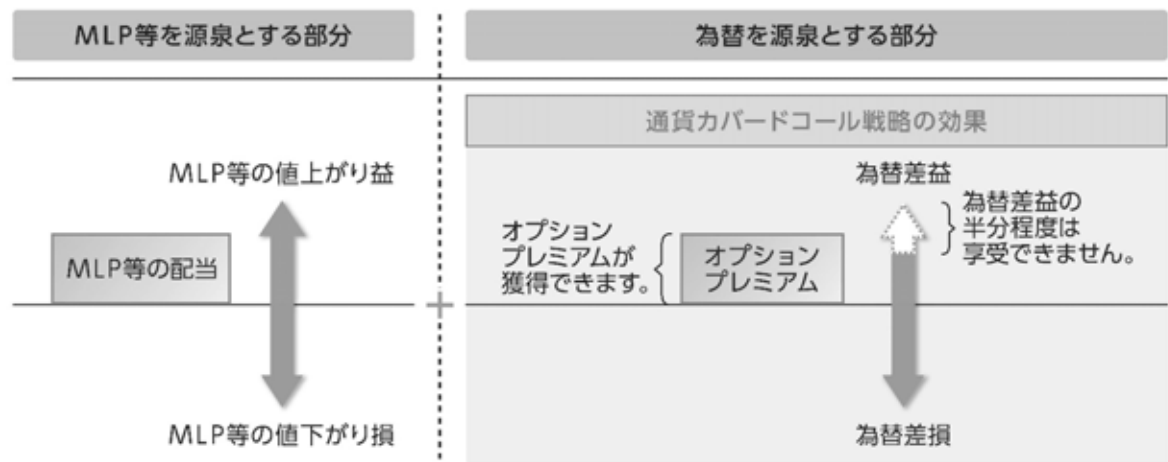 MLP等を源泉とする部分
為替を源泉とする部分
通貨カバードコール戦略の効果
MLP等の値上がり益
MLP等の配当
MLP等の値下がり損
+
為替差益
為替差益の
半分程度は
享受できません。
オプション
プレミアムが
獲得できます。
オプション
プレミアム
為替差損